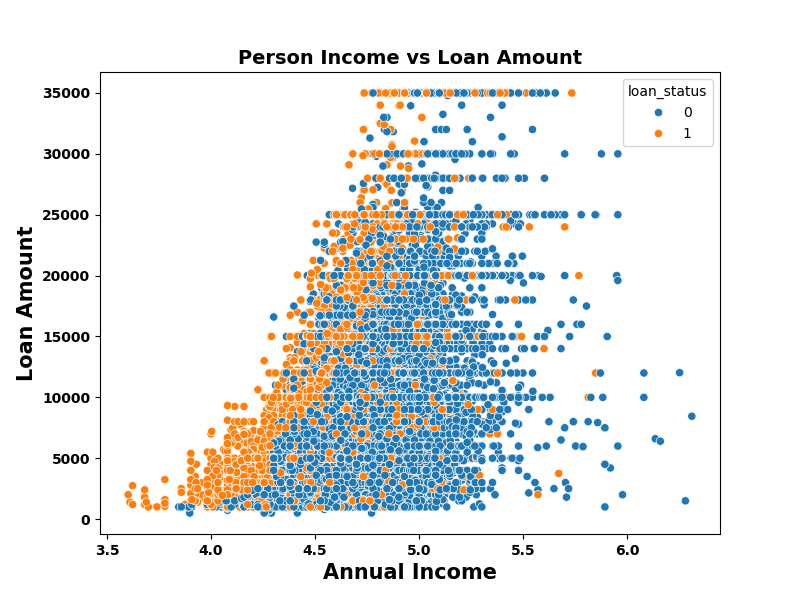 Person Income vs Loan Amount
loan_status
0
1
35000
30000
25000
20000
15000
10000
5000
0
Loan Amount
3.5 4.0 4.5 5.0 5.5 6.0
Annual Income